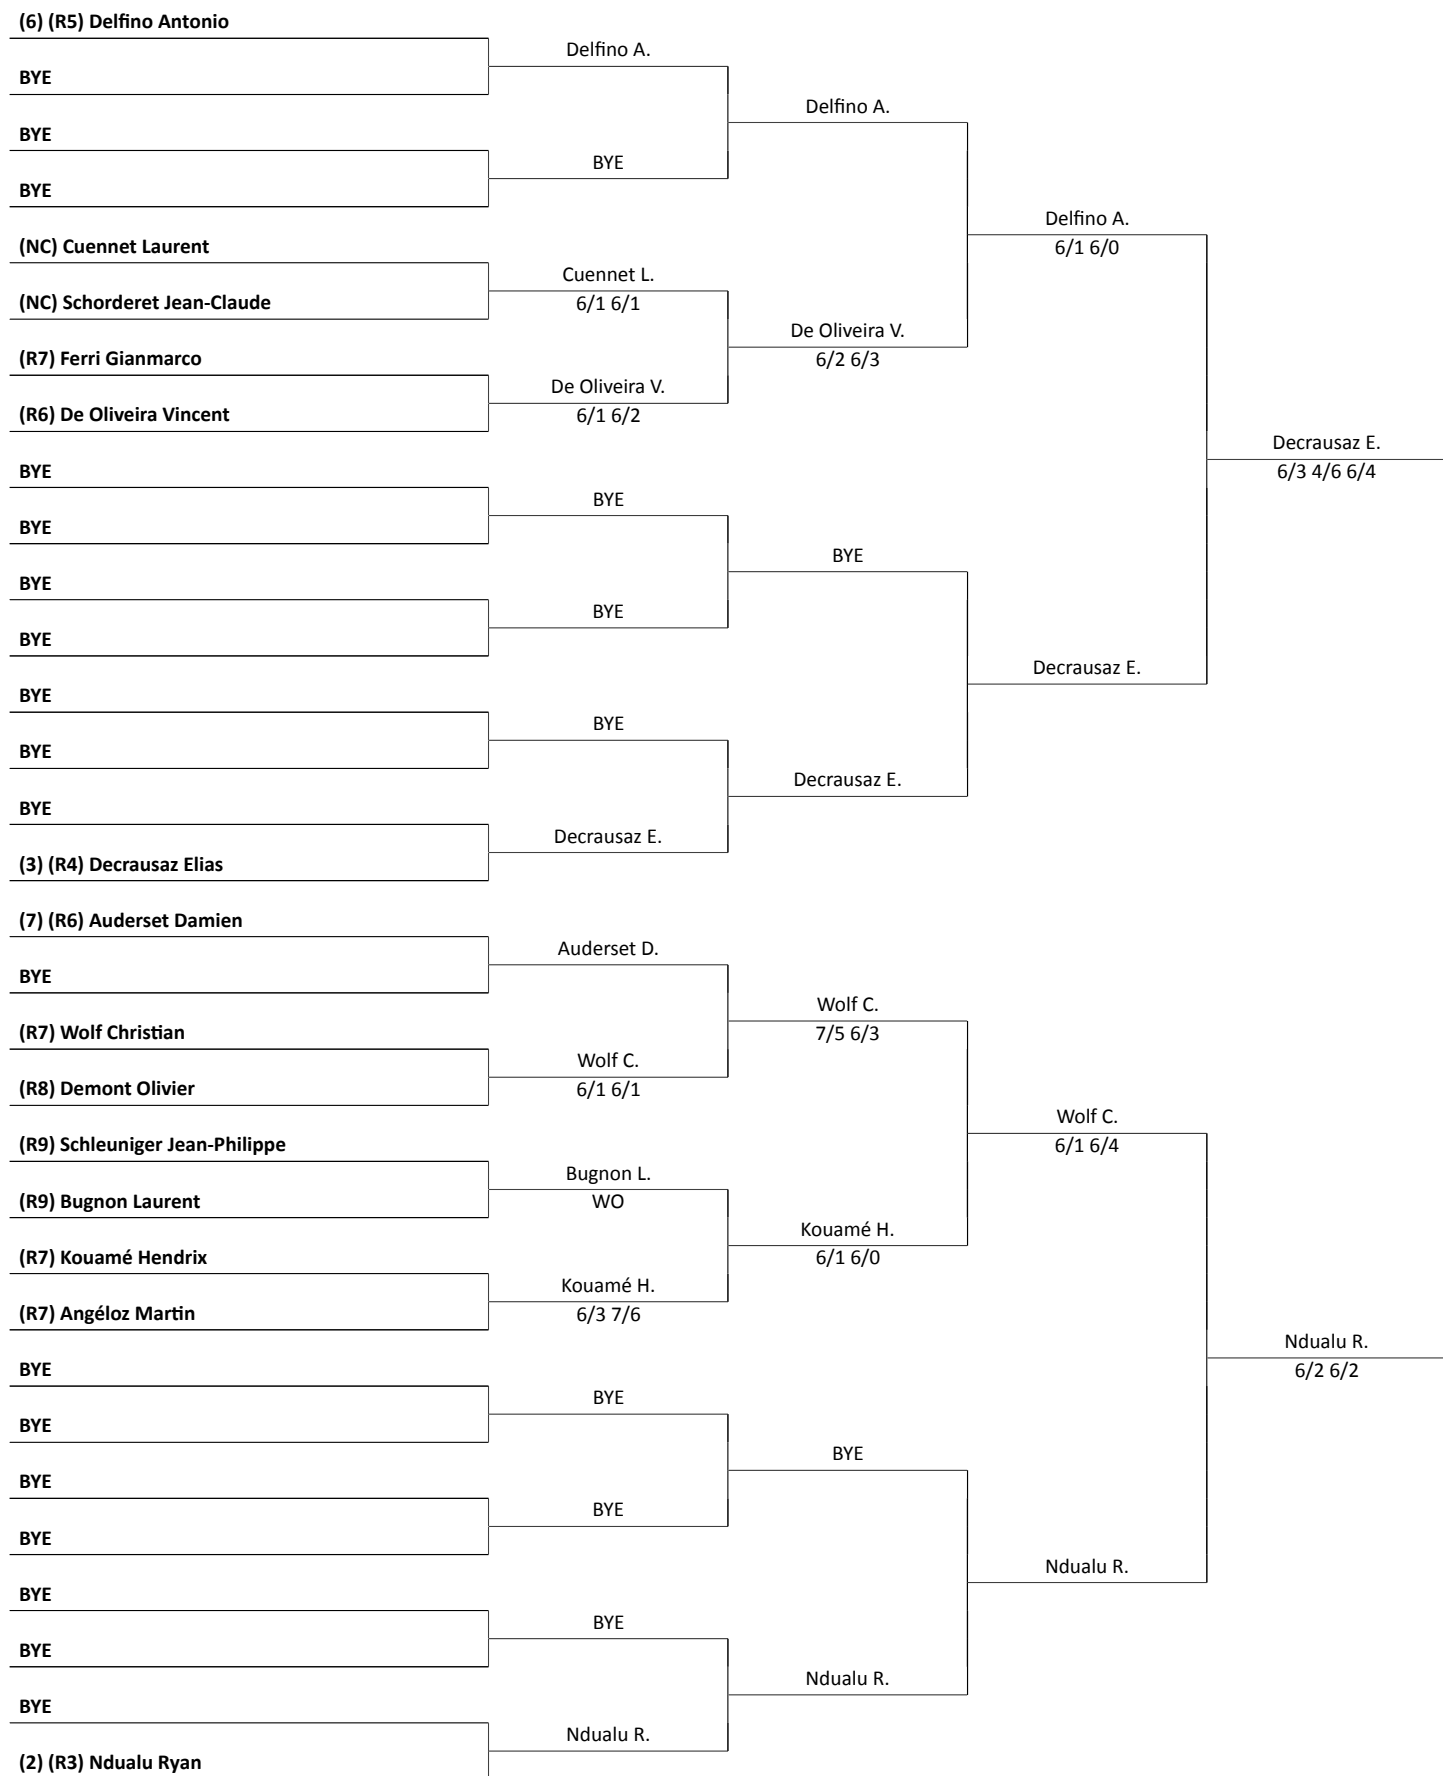 (6) (R5) Delfino Antonio
Delfino A.
BYE
Delfino A.
BYE
BYE
BYE
Delfino A.
6/1 6/0
(NC) Cuennet Laurent
Cuennet L.
6/1 6/1
(NC) Schorderet Jean-Claude
De Oliveira V.
6/2 6/3
(R7) Ferri Gianmarco
De Oliveira V.
6/1 6/2
(R6) De Oliveira Vincent
Decrausaz E.
6/3 4/6 6/4
BYE
BYE
BYE
BYE
BYE
BYE
BYE
Decrausaz E.
BYE
BYE
BYE
Decrausaz E.
BYE
Decrausaz E.
(3) (R4) Decrausaz Elias
(7) (R6) Auderset Damien
Auderset D.
BYE
Wolf C.
7/5 6/3
(R7) Wolf Christian
Wolf C.
6/1 6/1
(R8) Demont Olivier
Wolf C.
6/1 6/4
(R9) Schleuniger Jean-Philippe
Bugnon L.
WO
(R9) Bugnon Laurent
Kouamé H.
6/1 6/0
(R7) Kouamé Hendrix
Kouamé H.
6/3 7/6
(R7) Angéloz Martin
Ndualu R.
6/2 6/2
BYE
BYE
BYE
BYE
BYE
BYE
BYE
Ndualu R.
BYE
BYE
BYE
Ndualu R.
BYE
Ndualu R.
(2) (R3) Ndualu Ryan